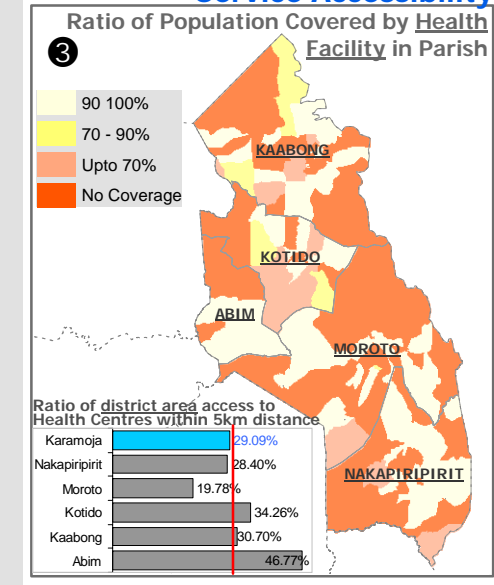 Service Accessibility
Ratio of Population Covered by Health
Facility in Parish
3
90 100%
70 - 90%
Upto 70%
No Coverage
KAABONG
KOTIDO
ABIM
MOROTO
NAKAPIRIPIRIT
Ratio of district area access to
Health Centres within 5km distance
Karamoja 29.09%
Nakapiripirit 28.40%
Moroto 19.78%
Kotido 34.26%
Kaabong 30.70%
Abim 46.77%